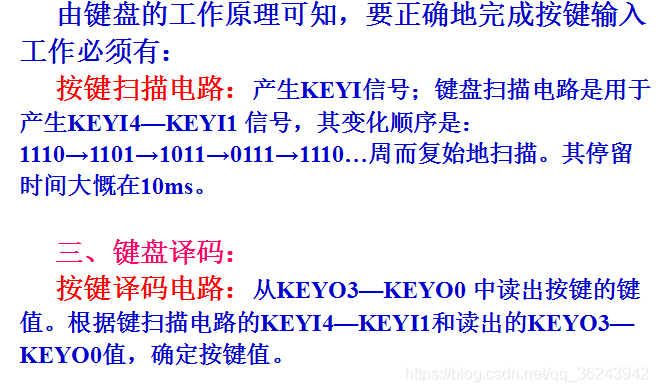 由键盘的工作原理可知，要正确地完成按键输入
工作必须有：
按键扫描电路：产生KEYI信号；键盘扫描电路是用于
产生KEYI4—KEYI1 信号，其变化顺序是：
1110→1101→1011→0111→1110…周而复始地扫描。其停留
时间大慨在10ms。
三、键盘译码：
按键译码电路：从KEYO3—KEYO0 中读出按键的键
值。根据键扫描电路的KEYI4—KEYI1和读出的KEYO3—
KEYO0值，确定按键值。
https://blog.csdn.net/qq_36243942